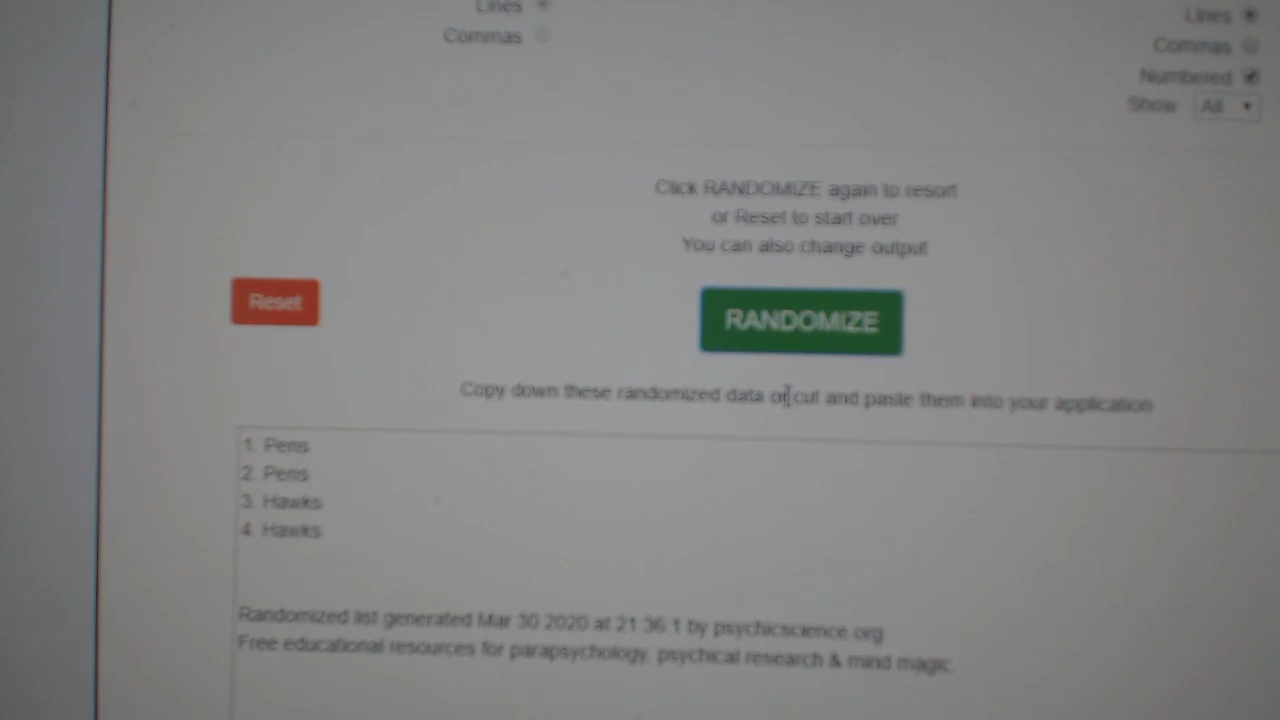 Lines
Commas
Lines
Commas
Numbered
Show All
Click RANDOMIZE again to resort
or Reset to start over
You can also change output
Reset
RANDOMIZE
Copy down these randomized data or cut and paste them into your application
1. Pens
2. Pens
3. Hawks
4. Hawks
Randomized list generated Mar 30 2020 at 21:36:1 by psychicscience.org
Free educational resources for parapsychology, psychical research & mind magic.